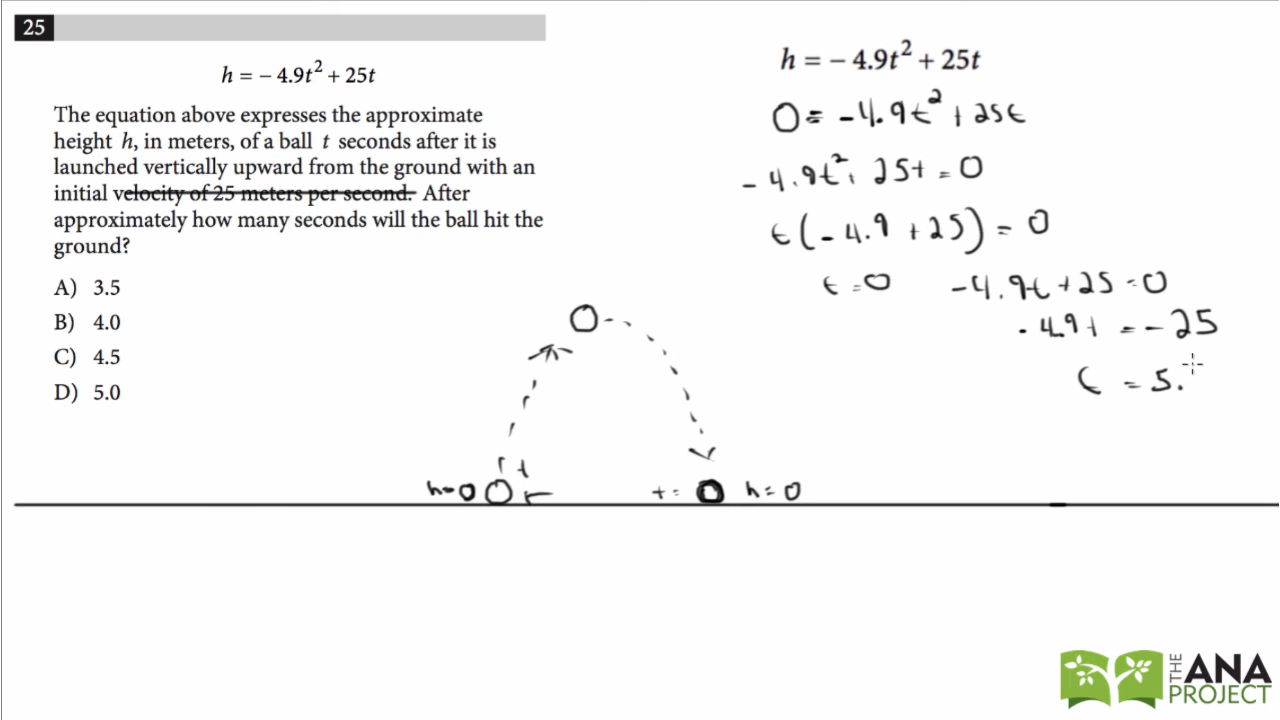 25
h = − 4.9t² + 25t
The equation above expresses the approximate
height h, in meters, of a ball t seconds after it is
launched vertically upward from the ground with an
initial velocity of 25 meters per second. After
approximately how many seconds will the ball hit the
ground?
A) 3.5
B) 4.0
C) 4.5
D) 5.0
h = − 4.9t² + 25t
0 = -4.9t² + 25t
-4.9t² + 25t = 0
t(-4.9 + 25) = 0
t = 0 -4.9t + 25 = 0
-4.9t = -25
t = 5.
h=0 t
t = h = 0
THE ANA
PROJECT